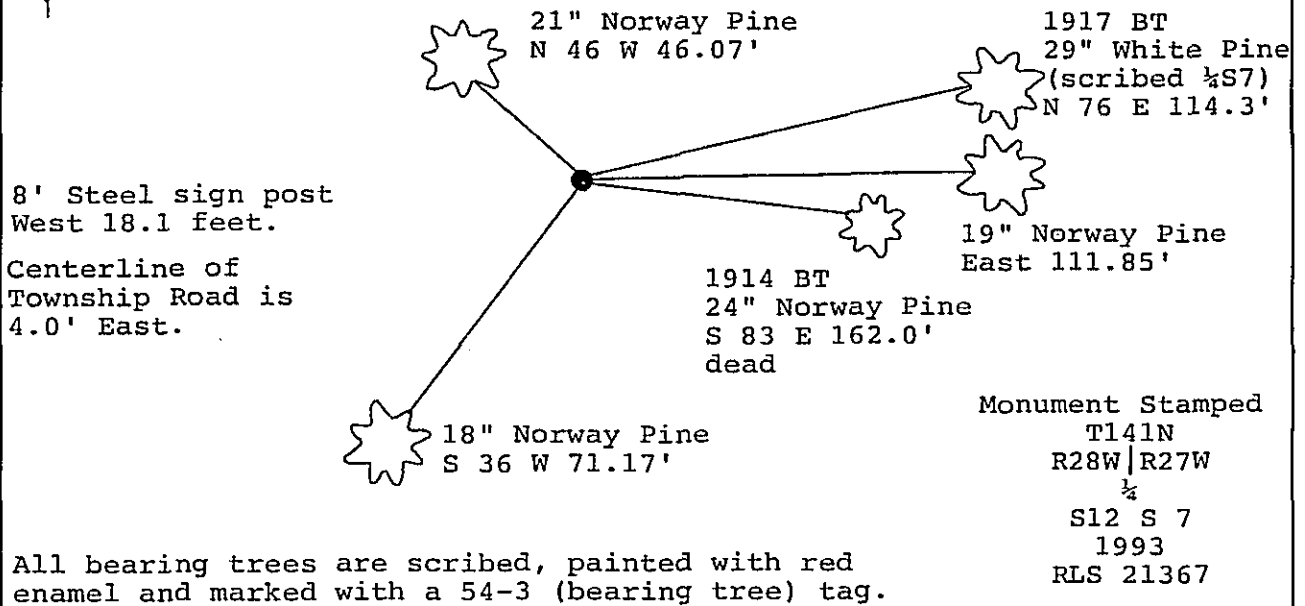 21" Norway Pine
N 46 W 46.07'
1917 BT
29" White Pine
(scribed ¼S7)
N 76 E 114.3'
8' Steel sign post
West 18.1 feet.
Centerline of
Township Road is
4.0' East.
19" Norway Pine
East 111.85'
1914 BT
24" Norway Pine
S 83 E 162.0'
dead
18" Norway Pine
S 36 W 71.17'
Monument Stamped
T141N
R28W|R27W
¼
S12 S 7
1993
RLS 21367
All bearing trees are scribed, painted with red
enamel and marked with a 54-3 (bearing tree) tag.